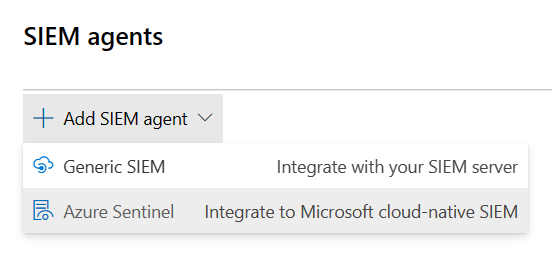 SIEM agents
Add SIEM agent
Generic SIEM Integrate with your SIEM server
Azure Sentinel Integrate to Microsoft cloud-native SIEM